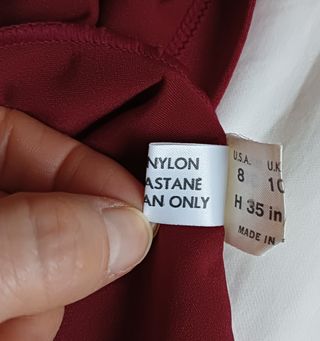 NYLON
ASTANE
AN ONLY
U.S.A. U.K
8 10
H 35 in
MADE IN